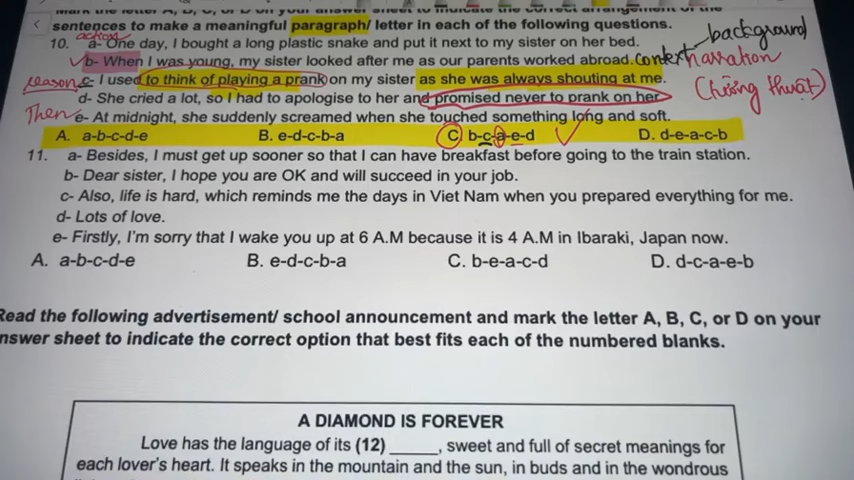 sentences to make a meaningful paragraph/ letter in each of the following questions.
background
action
10. a- One day, I bought a long plastic snake and put it next to my sister on her bed.
b- When I was young, my sister looked after me as our parents worked abroad. Context narration
reason c- I used to think of playing a prank on my sister as she was always shouting at me.
(tường thuật)
d- She cried a lot, so I had to apologise to her and promised never to prank on her.
Then e- At midnight, she suddenly screamed when she touched something long and soft.
A. a-b-c-d-e B. e-d-c-b-a C. b-c-a-e-d D. d-e-a-c-b
11. a- Besides, I must get up sooner so that I can have breakfast before going to the train station.
b- Dear sister, I hope you are OK and will succeed in your job.
c- Also, life is hard, which reminds me the days in Viet Nam when you prepared everything for me.
d- Lots of love.
e- Firstly, I'm sorry that I wake you up at 6 A.M because it is 4 A.M in Ibaraki, Japan now.
A. a-b-c-d-e B. e-d-c-b-a C. b-e-a-c-d D. d-c-a-e-b
Read the following advertisement/ school announcement and mark the letter A, B, C, or D on your
nswer sheet to indicate the correct option that best fits each of the numbered blanks.
A DIAMOND IS FOREVER
Love has the language of its (12) _____, sweet and full of secret meanings for
each lover's heart. It speaks in the mountain and the sun, in buds and in the wondrous